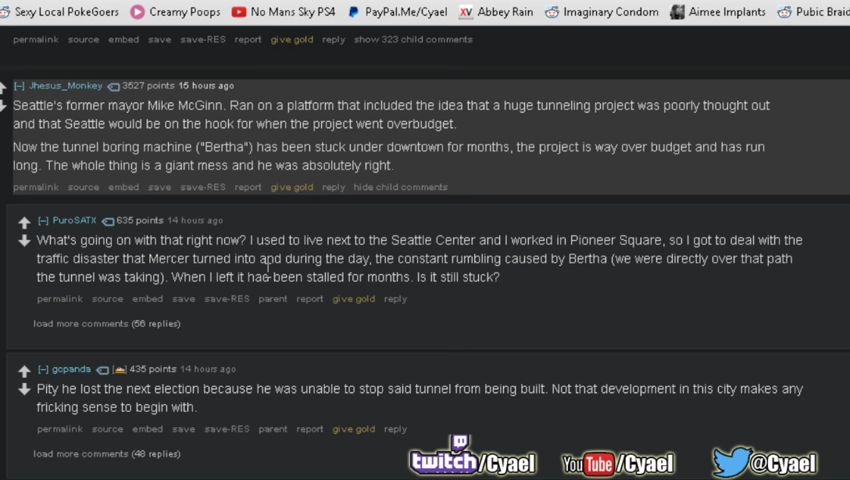 Sexy Local PokeGoers Creamy Poops No Mans Sky PS4 PayPal.Me/Cyael XV Abbey Rain Imaginary Condom Aimee Implants Pubic Braid
permalink source embed save save-RES report give gold reply show 323 child comments
[–] Jhesus_Monkey 3527 points 15 hours ago
Seattle's former mayor Mike McGinn. Ran on a platform that included the idea that a huge tunneling project was poorly thought out
and that Seattle would be on the hook for when the project went overbudget.
Now the tunnel boring machine ("Bertha") has been stuck under downtown for months, the project is way over budget and has run
long. The whole thing is a giant mess and he was absolutely right.
permalink source embed save save-RES report give gold reply hide child comments
[–] PuroSATX 635 points 14 hours ago
What's going on with that right now? I used to live next to the Seattle Center and I worked in Pioneer Square, so I got to deal with the
traffic disaster that Mercer turned into and during the day, the constant rumbling caused by Bertha (we were directly over that path
the tunnel was taking). When I left it had been stalled for months. Is it still stuck?
permalink source embed save save-RES parent report give gold reply
load more comments (56 replies)
[–] gcpanda 435 points 14 hours ago
Pity he lost the next election because he was unable to stop said tunnel from being built. Not that development in this city makes any
fricking sense to begin with.
permalink source embed save save-RES parent report give gold reply
load more comments (48 replies)
twitch/Cyael YouTube/Cyael @Cyael